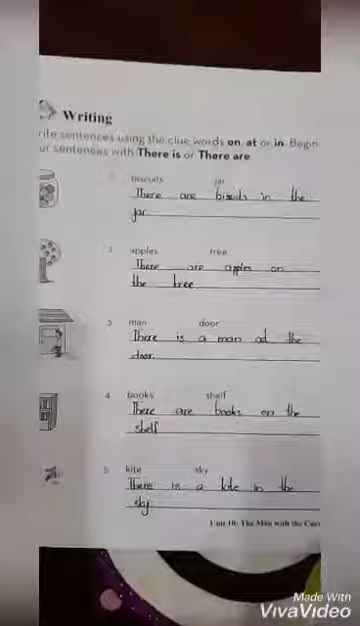 Writing
rite sentences using the clue words on, at or in. Begin
ur sentences with There is or There are
biscuits jar
There are biscuits in the
jar
2. apples tree
There are apples on
the tree
3. man door
There is a man ad the
door.
4. books shelf
There are books on the
shelf
5. kite sky
There is a kite in the
sky
Unit 10: The Man with the
Made With
VivaVideo